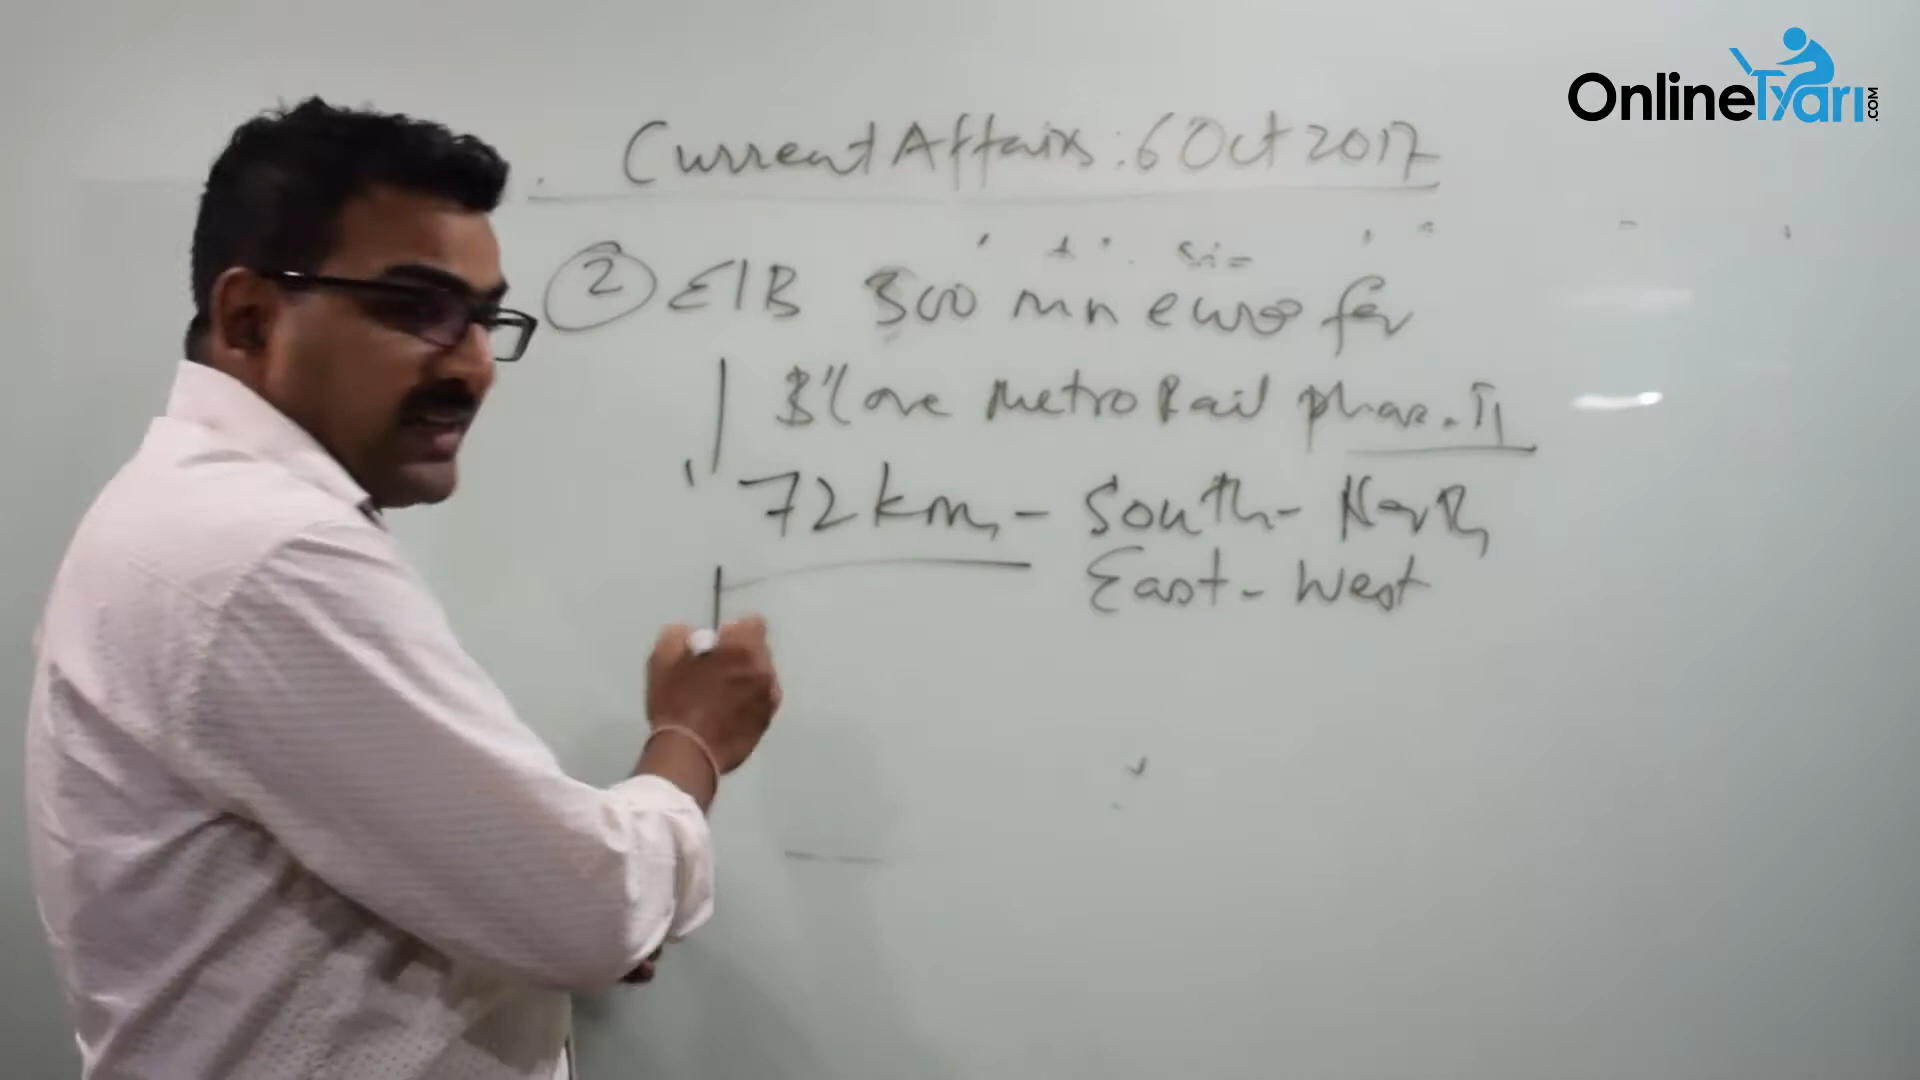 OnlineTyari.COM
Current Affairs: 6 Oct 2017
② EIB 300 mn euro for
B'lore Metro Rail phase-II
72 km - South - North
East - West